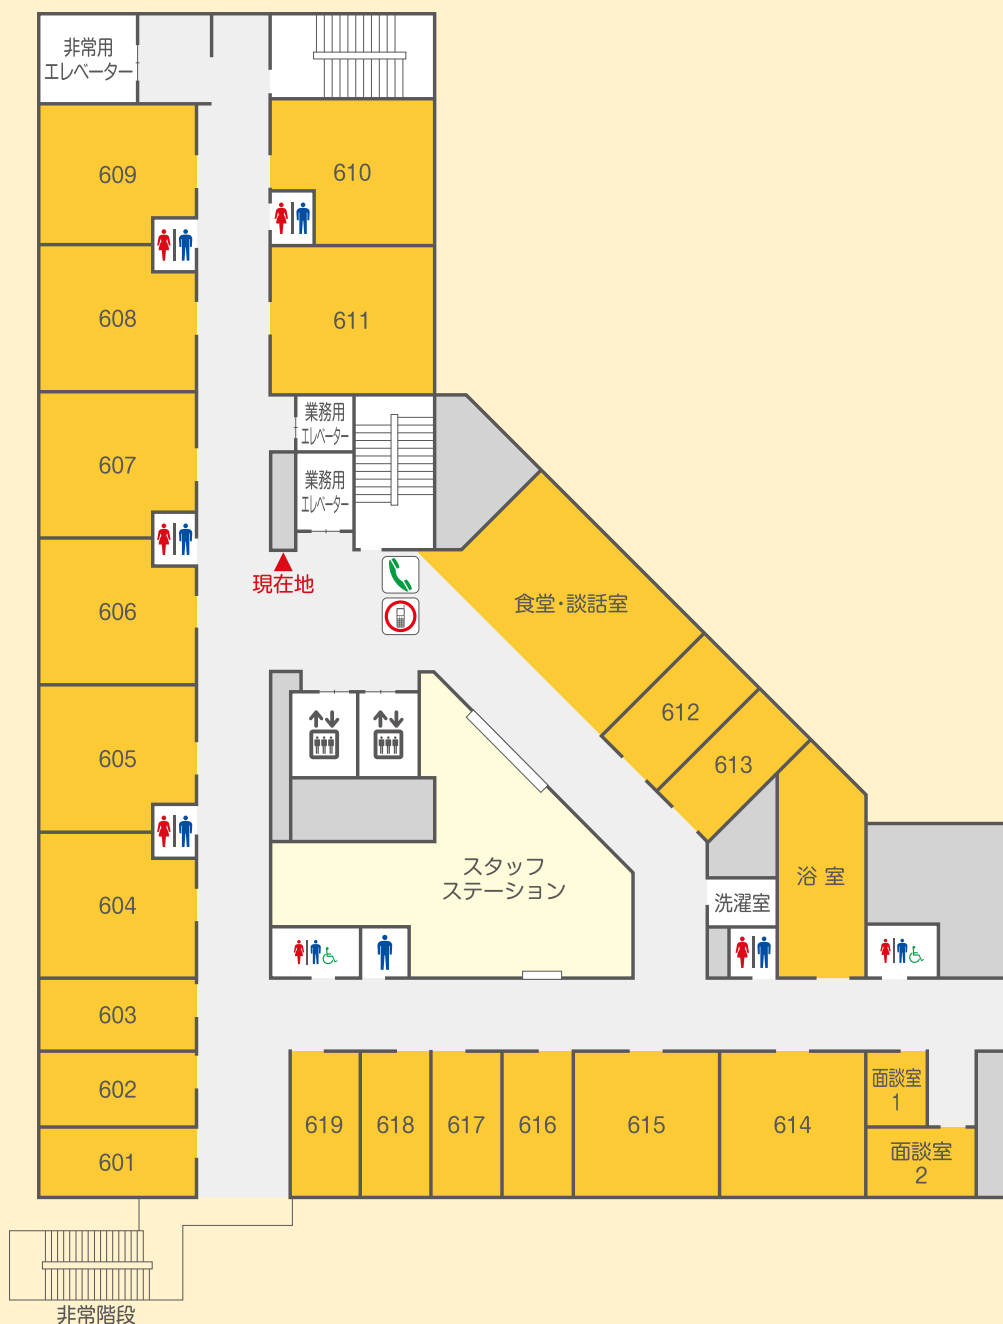 非常用
エレベーター
609
610
608
611
607
業務用
エレベーター
業務用
エレベーター
現在地
606
食堂・談話室
612
605
613
604
スタッフ
ステーション
浴 室
洗濯室
603
602
619
618
617
616
615
614
面談室
1
601
面談室
2
非常階段